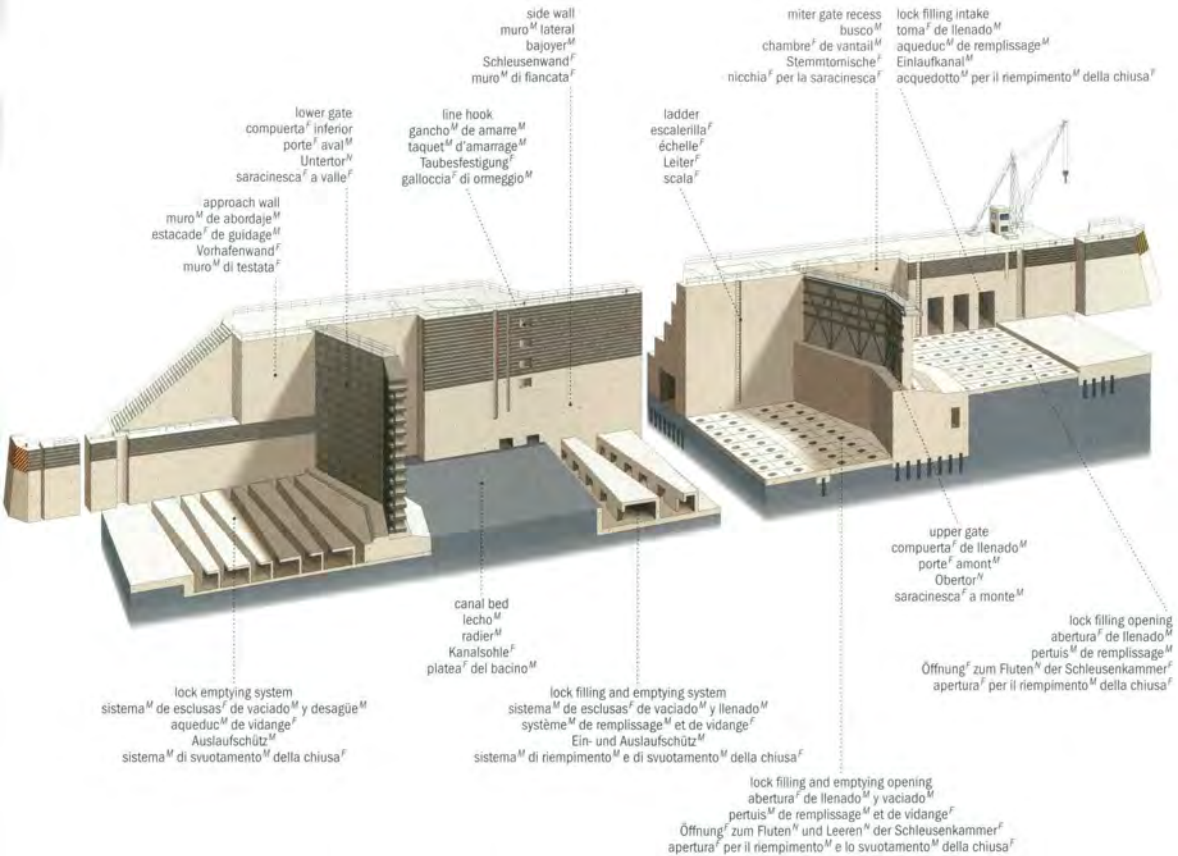 side wall
muro^M lateral
bajoyer^M
Schleusenwand^F
muro^M di fiancata^F
miter gate recess
busco^M
chambre^F de vantail^M
Stemmtornische^F
nicchia^F per la saracinesca^F
lock filling intake
toma^F de llenado^M
aqueduc^M de remplissage^M
Einlaufkanal^M
acquedotto^M per il riempimento^M della chiusa^F
lower gate
compuerta^F inferior
porte^F aval^M
Untertor^N
saracinesca^F a valle^F
line hook
gancho^M de amarre^M
taquet^M d'amarrage^M
Taubesfestigung^F
galloccia^F di ormeggio^M
ladder
escalerilla^F
échelle^F
Leiter^F
scala^F
approach wall
muro^M de abordaje^M
estacade^F de guidage^M
Vorhafenwand^F
muro^M di testata^F
upper gate
compuerta^F de llenado^M
porte^F amont^M
Obertor^N
saracinesca^F a monte^M
canal bed
lecho^M
radier^M
Kanalsohle^F
platea^F del bacino^M
lock filling opening
abertura^F de llenado^M
pertuis^M de remplissage^M
Öffnung^F zum Fluten^N der Schleusenkammer^F
apertura^F per il riempimento^M della chiusa^F
lock emptying system
sistema^M de esclusas^F de vaciado^M y desagüe^M
aqueduc^M de vidange^F
Auslaufschütz^M
sistema^M di svuotamento^M della chiusa^F
lock filling and emptying system
sistema^M de esclusas^F de vaciado^M y llenado^M
système^M de remplissage^M et de vidange^F
Ein- und Auslaufschütz^M
sistema^M di riempimento^M e di svuotamento^M della chiusa^F
lock filling and emptying opening
abertura^F de llenado^M y vaciado^M
pertuis^M de remplissage^M et de vidange^F
Öffnung^F zum Fluten^N und Leeren^N der Schleusenkammer^F
apertura^F per il riempimento^M e lo svuotamento^M della chiusa^F